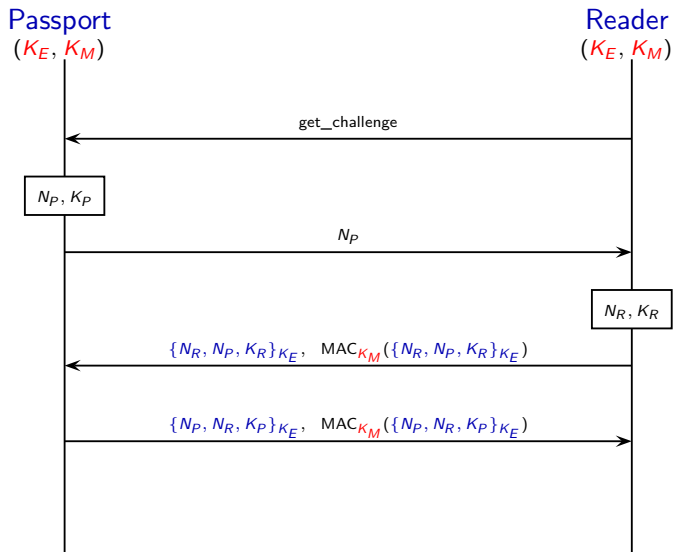 Passport Reader
(K_E, K_M) (K_E, K_M)
get_challenge
N_P, K_P
N_P
N_R, K_R
{N_R, N_P, K_R}_{K_E}, MAC_{K_M}({N_R, N_P, K_R}_{K_E})
{N_P, N_R, K_P}_{K_E}, MAC_{K_M}({N_P, N_R, K_P}_{K_E})